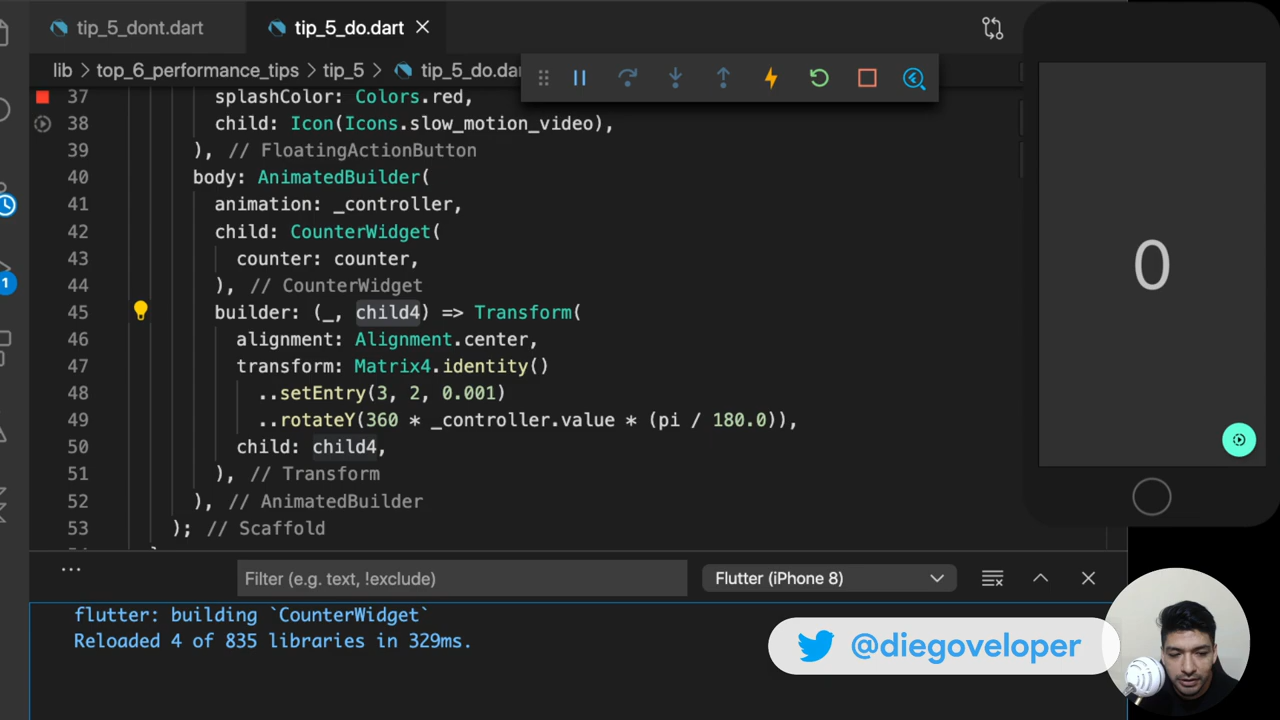 tip_5_dont.dart
tip_5_do.dart
lib > top_6_performance_tips > tip_5 > tip_5_do.da
37 splashColor: Colors.red,
38 child: Icon(Icons.slow_motion_video),
39 ), // FloatingActionButton
40 body: AnimatedBuilder(
41 animation: _controller,
42 child: CounterWidget(
43 counter: counter,
44 ), // CounterWidget
45 builder: (_, child4) => Transform(
46 alignment: Alignment.center,
47 transform: Matrix4.identity()
48 ..setEntry(3, 2, 0.001)
49 ..rotateY(360 * _controller.value * (pi / 180.0)),
50 child: child4,
51 ), // Transform
52 ), // AnimatedBuilder
53 ); // Scaffold
0
1
...
Filter (e.g. text, !exclude)
Flutter (iPhone 8)
flutter: building `CounterWidget`
Reloaded 4 of 835 libraries in 329ms.
@diegoveloper